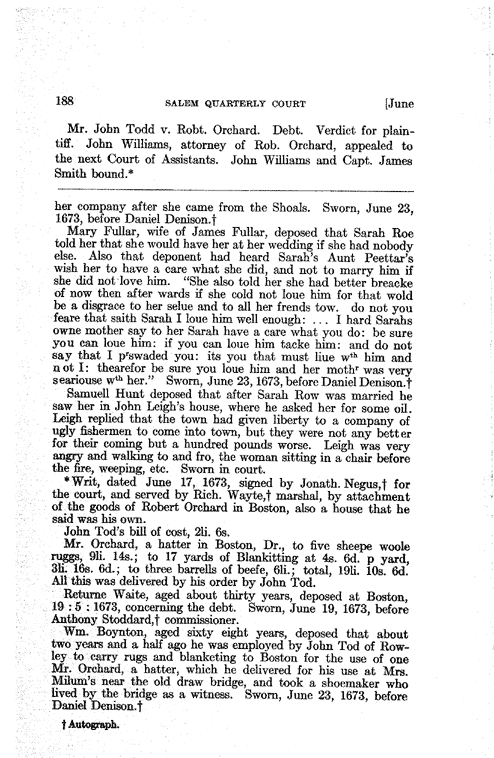 188 SALEM QUARTERLY COURT [June
Mr. John Todd v. Robt. Orchard. Debt. Verdict for plain-
tiff. John Williams, attorney of Rob. Orchard, appealed to
the next Court of Assistants. John Williams and Capt. James
Smith bound.*
her company after she came from the Shoals. Sworn, June 23,
1673, before Daniel Denison.†
Mary Fullar, wife of James Fullar, deposed that Sarah Roe
told her that she would have her at her wedding if she had nobody
else. Also that deponent had heard Sarah's Aunt Peettar's
wish her to have a care what she did, and not to marry him if
she did not love him. "She also told her she had better breacke
of now then after wards if she cold not loue him for that wold
be a disgrace to her selue and to all her frends tow. do not you
feare that saith Sarah I loue him well enough: ... I hard Sarahs
owne mother say to her Sarah have a care what you do: be sure
you can loue him: if you can loue him tacke him: and do not
say that I pʳswaded you: its you that must liue wᵗʰ him and
not I: thearefor be sure you loue him and her mothʳ was very
seariouse wᵗʰ her." Sworn, June 23, 1673, before Daniel Denison.†
Samuell Hunt deposed that after Sarah Row was married he
saw her in John Leigh's house, where he asked her for some oil.
Leigh replied that the town had given liberty to a company of
ugly fishermen to come into town, but they were not any better
for their coming but a hundred pounds worse. Leigh was very
angry and walking to and fro, the woman sitting in a chair before
the fire, weeping, etc. Sworn in court.
*Writ, dated June 17, 1673, signed by Jonath. Negus,† for
the court, and served by Rich. Wayte,† marshal, by attachment
of the goods of Robert Orchard in Boston, also a house that he
said was his own.
John Tod's bill of cost, 2li. 6s.
Mr. Orchard, a hatter in Boston, Dr., to five sheepe woole
ruggs, 9li. 14s.; to 17 yards of Blankitting at 4s. 6d. p yard,
3li. 16s. 6d.; to three barrells of beefe, 6li.; total, 19li. 10s. 6d.
All this was delivered by his order by John Tod.
Returne Waite, aged about thirty years, deposed at Boston,
19 : 5 : 1673, concerning the debt. Sworn, June 19, 1673, before
Anthony Stoddard,† commissioner.
Wm. Boynton, aged sixty eight years, deposed that about
two years and a half ago he was employed by John Tod of Row-
ley to carry rugs and blanketing to Boston for the use of one
Mr. Orchard, a hatter, which he delivered for his use at Mrs.
Milum's near the old draw bridge, and took a shoemaker who
lived by the bridge as a witness. Sworn, June 23, 1673, before
Daniel Denison.†
† Autograph.